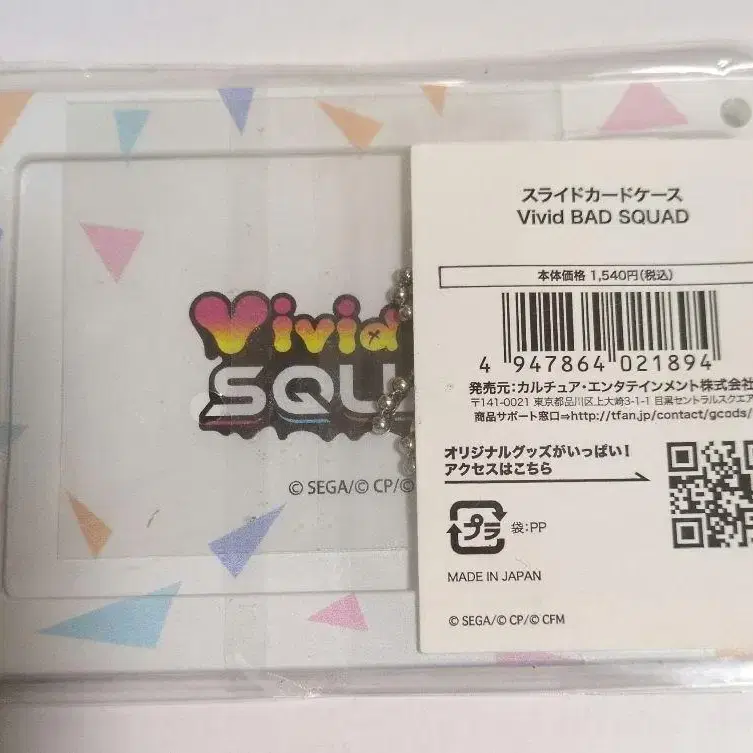 Vivid
SQU
© SEGA/© CP/©
スライドカードケース
Vivid BAD SQUAD
本体価格 1,540円(税込)
4 947864 021894
発売元:カルチュア・エンタテインメント株式会社
〒141-0021 東京都品川区上大崎3-1-1 目黒セントラルスクエア
商品サポート窓口⇒http://tfan.jp/contact/goods/
オリジナルグッズがいっぱい!
アクセスはこちら
プラ 袋:PP
MADE IN JAPAN
© SEGA/© CP/© CFM